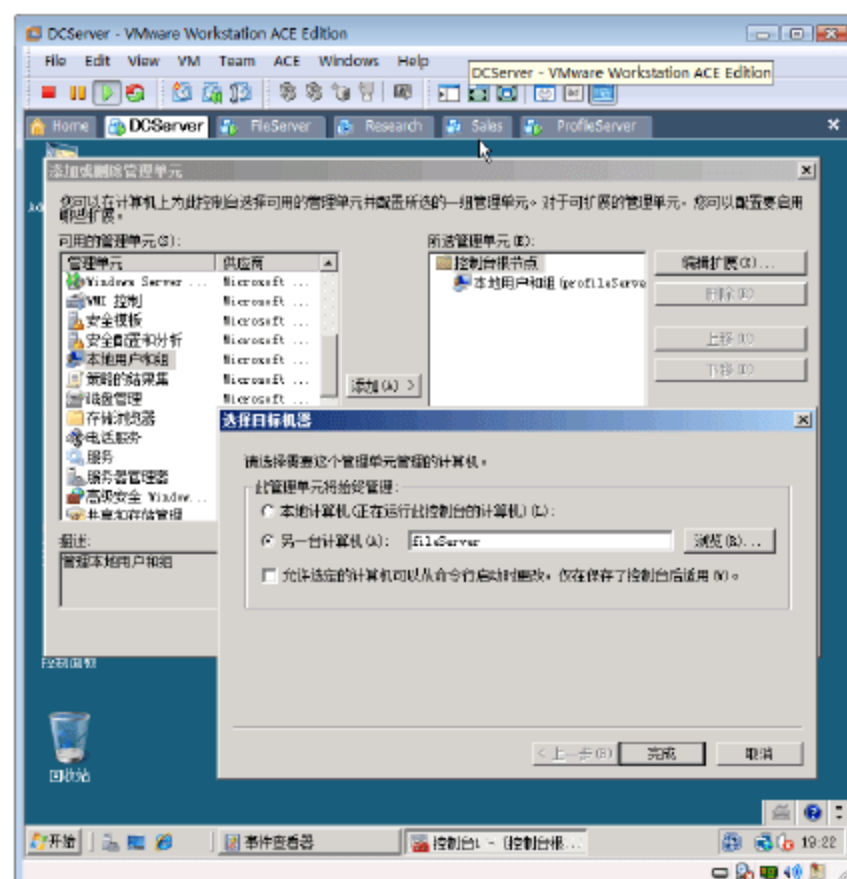 DCServer - VMware Workstation ACE Edition
File Edit View VM Team ACE Windows Help
DCServer - VMware Workstation ACE Edition
Home DCServer FileServer Research Sales ProfileServer
添加或删除管理单元
您可以在计算机上为此控制台选择可用的管理单元并配置所选的一组管理单元。对于可扩展的管理单元，您可以配置要启用
哪些扩展。
可用的管理单元(S):
所选管理单元(E):
管理单元 供应商
Windows Server ... Microsoft ...
WMI 控制 Microsoft ...
安全模板 Microsoft ...
安全配置和分析 Microsoft ...
本地用户和组 Microsoft ...
策略的结果集 Microsoft ...
磁盘管理 Microsoft ...
存储浏览器
电话服务
服务
服务器管理器
高级安全 Window...
共享和存储管理
添加(A) >
控制台根节点
本地用户和组(profileServe
编辑扩展(X)...
删除(R)
上移(U)
下移(D)
描述:
管理本地用户和组
选择目标机器
请选择需要这个管理单元管理的计算机。
此管理单元将始终管理:
本地计算机(正在运行此控制台的计算机)(L):
另一台计算机(A): fileServer 浏览(R)...
允许选定的计算机可以从命令行启动时更改。仅在保存了控制台后适用(W)。
<上一步(B) 完成 取消
控制面板
回收站
开始 事件查看器 控制台1 - [控制台根... 19:22